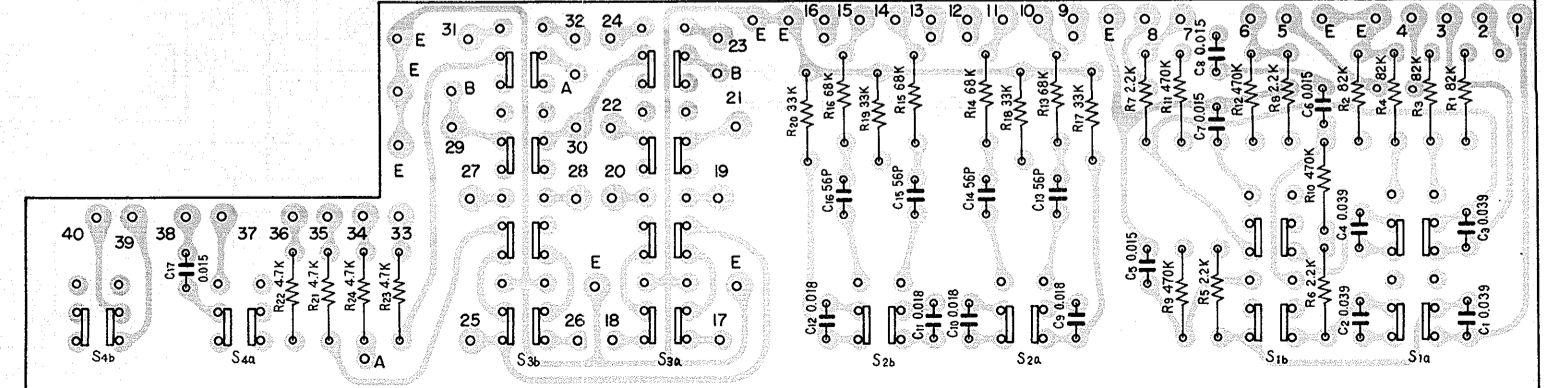 31 E 32 24 23 E E 16 15 14 13 12 11 10 9 E 8 7 C8 0.015 6 5 E E 4 3 2 1
E B A B
R20 33K R16 68K R19 33K R15 68K R14 68K R18 33K R13 68K R17 33K R7 2.2K R11 470K C7 0.015 R12 470K R8 2.2K C6 0.015 R2 82K R4 82K R3 82K R1 82K
22 21
29 30
E 27 28 20 19
C16 56P C15 56P C14 56P C13 56P R10 470K C4 0.039 C3 0.039
40 39 38 37 36 35 34 33
C17 0.015 R22 4.7K R21 4.7K R24 4.7K R23 4.7K
E E
C5 0.015 R9 470K R5 2.2K R6 2.2K C2 0.039 C1 0.039
C12 0.018 C11 0.018 C10 0.018 C9 0.018
25 26 18 17
S4b S4a A S3b S3a S2b S2a S1b S1a